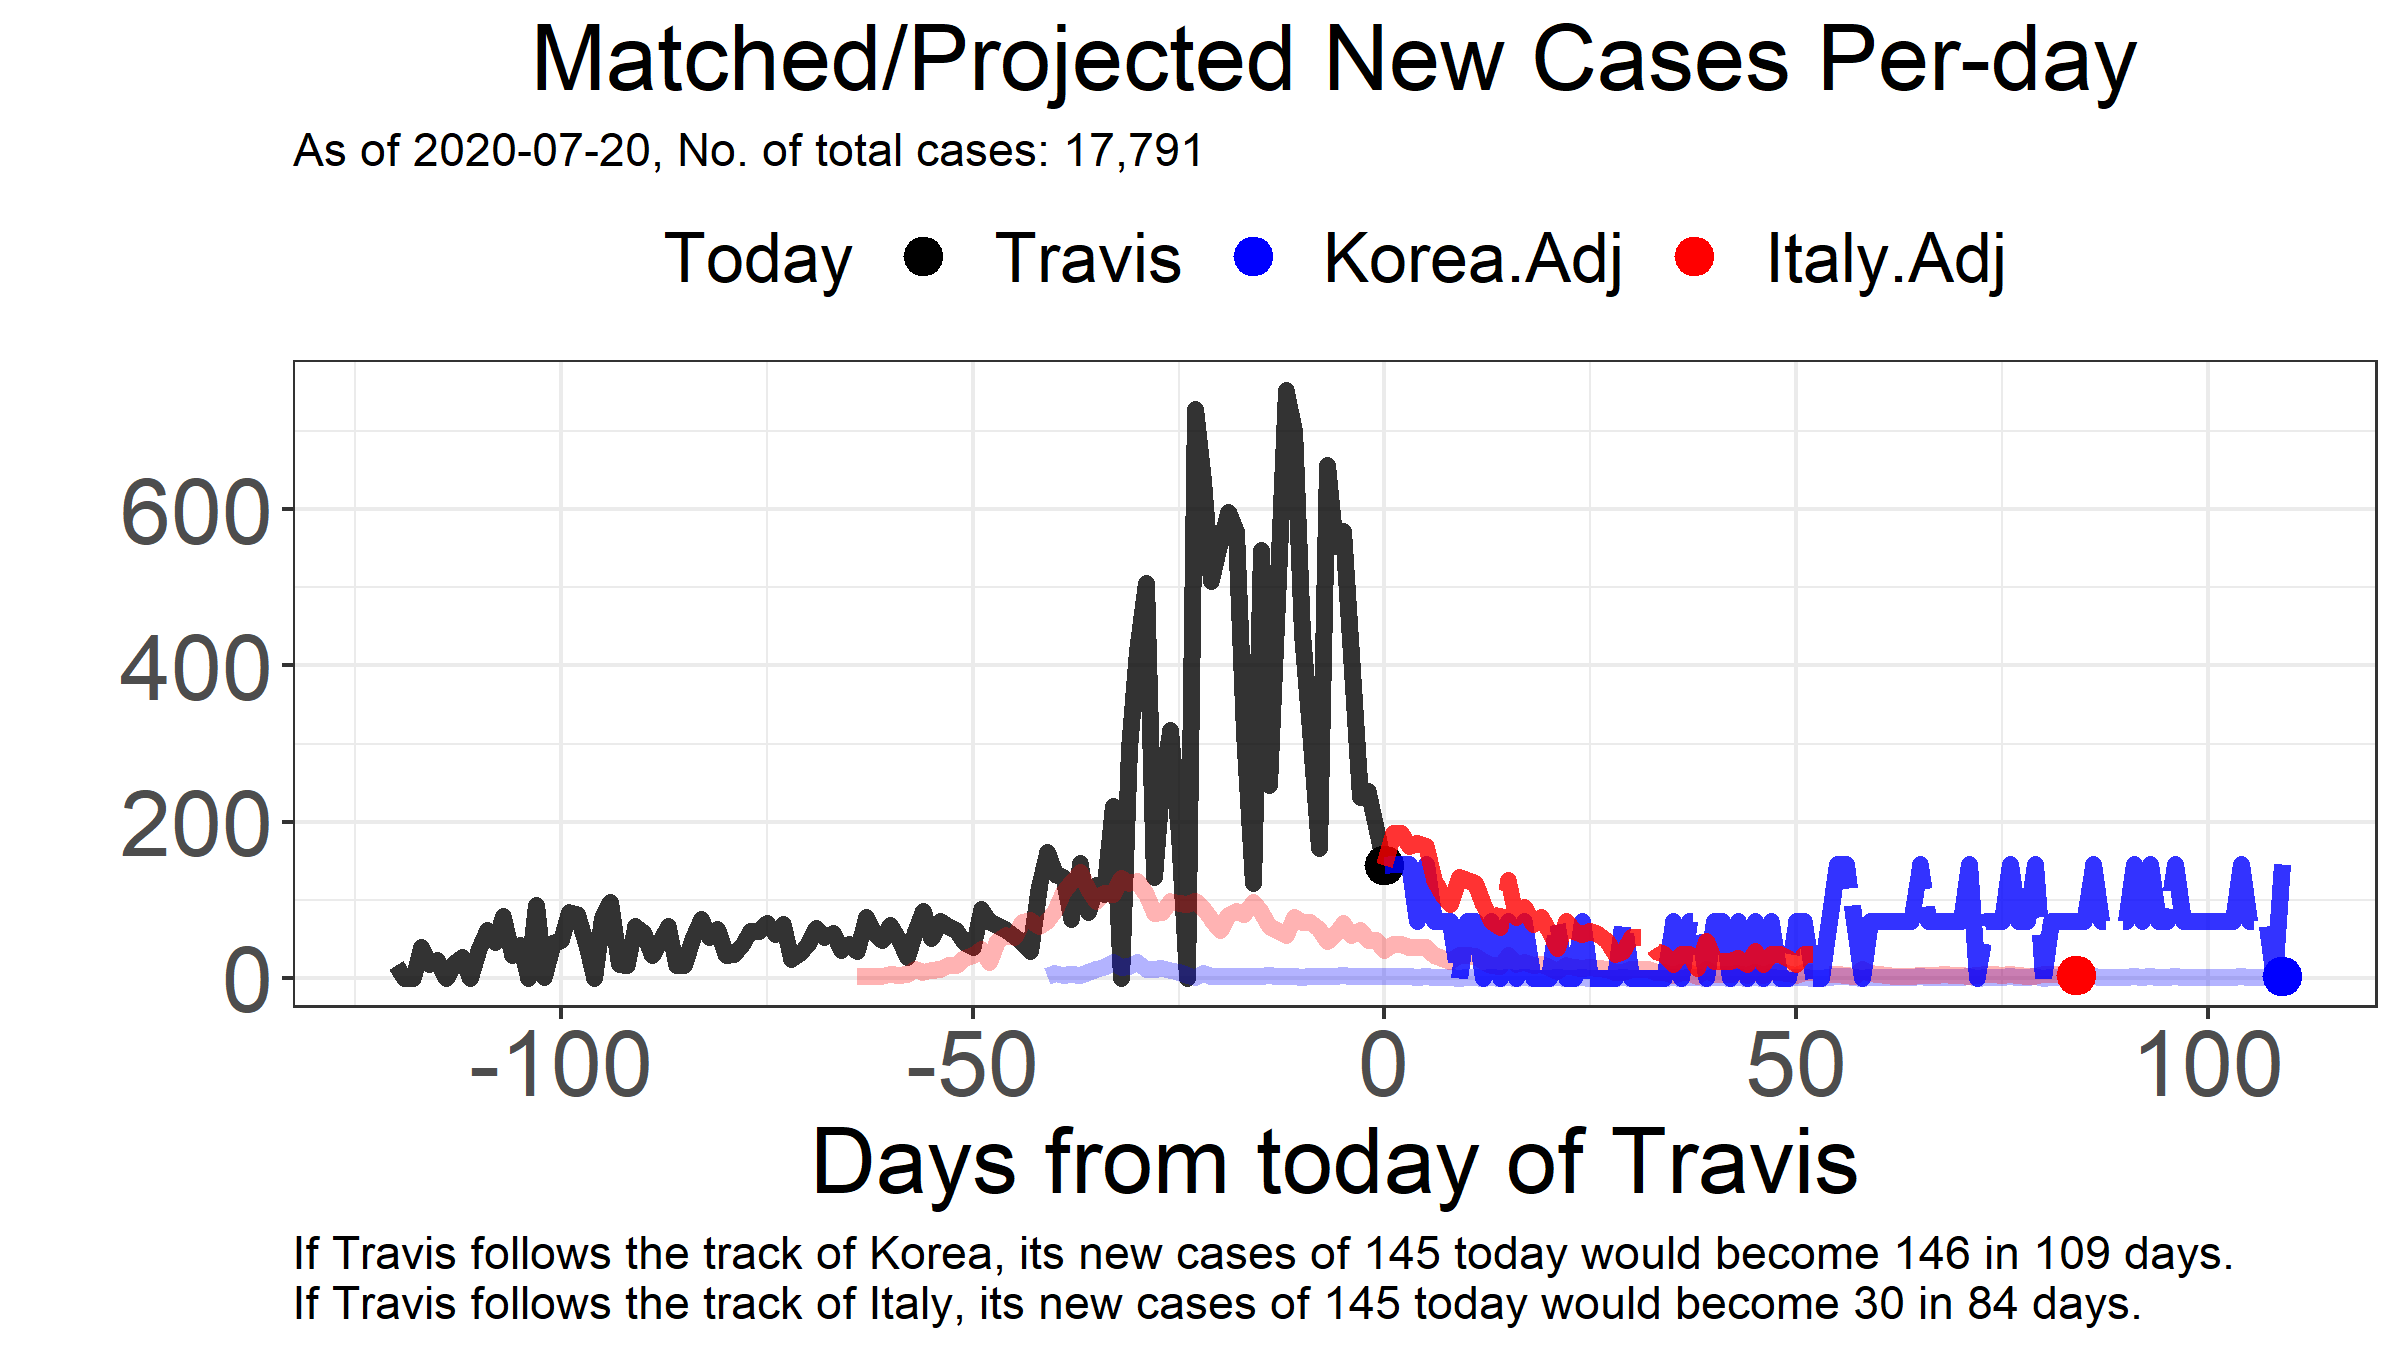 Matched/Projected New Cases Per-day
As of 2020-07-20, No. of total cases: 17,791
Today Travis Korea.Adj Italy.Adj
600
400
200
0
-100 -50 0 50 100
Days from today of Travis
If Travis follows the track of Korea, its new cases of 145 today would become 146 in 109 days.
If Travis follows the track of Italy, its new cases of 145 today would become 30 in 84 days.